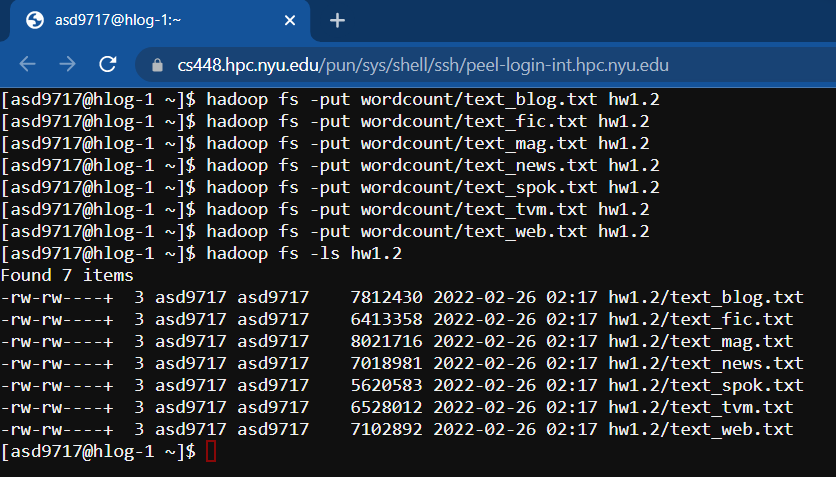 asd9717@hlog-1:~
cs448.hpc.nyu.edu/pun/sys/shell/ssh/peel-login-int.hpc.nyu.edu
[asd9717@hlog-1 ~]$ hadoop fs -put wordcount/text_blog.txt hw1.2
[asd9717@hlog-1 ~]$ hadoop fs -put wordcount/text_fic.txt hw1.2
[asd9717@hlog-1 ~]$ hadoop fs -put wordcount/text_mag.txt hw1.2
[asd9717@hlog-1 ~]$ hadoop fs -put wordcount/text_news.txt hw1.2
[asd9717@hlog-1 ~]$ hadoop fs -put wordcount/text_spok.txt hw1.2
[asd9717@hlog-1 ~]$ hadoop fs -put wordcount/text_tvm.txt hw1.2
[asd9717@hlog-1 ~]$ hadoop fs -put wordcount/text_web.txt hw1.2
[asd9717@hlog-1 ~]$ hadoop fs -ls hw1.2
Found 7 items
-rw-rw----+  3 asd9717 asd9717    7812430 2022-02-26 02:17 hw1.2/text_blog.txt
-rw-rw----+  3 asd9717 asd9717    6413358 2022-02-26 02:17 hw1.2/text_fic.txt
-rw-rw----+  3 asd9717 asd9717    8021716 2022-02-26 02:17 hw1.2/text_mag.txt
-rw-rw----+  3 asd9717 asd9717    7018981 2022-02-26 02:17 hw1.2/text_news.txt
-rw-rw----+  3 asd9717 asd9717    5620583 2022-02-26 02:17 hw1.2/text_spok.txt
-rw-rw----+  3 asd9717 asd9717    6528012 2022-02-26 02:17 hw1.2/text_tvm.txt
-rw-rw----+  3 asd9717 asd9717    7102892 2022-02-26 02:17 hw1.2/text_web.txt
[asd9717@hlog-1 ~]$